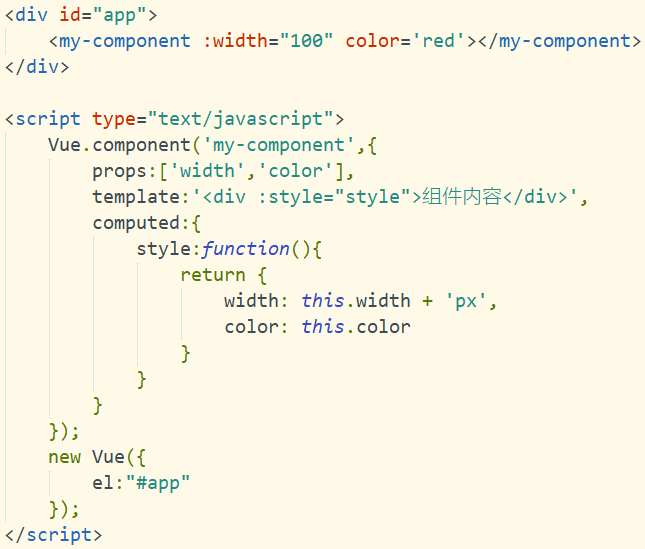 <div id="app">
    <my-component :width="100" color='red'></my-component>
</div>

<script type="text/javascript">
    Vue.component('my-component',{
        props:['width','color'],
        template:'<div :style="style">组件内容</div>',
        computed:{
            style:function(){
                return {
                    width: this.width + 'px',
                    color: this.color
                }
            }
        }
    });
    new Vue({
        el:"#app"
    });
</script>